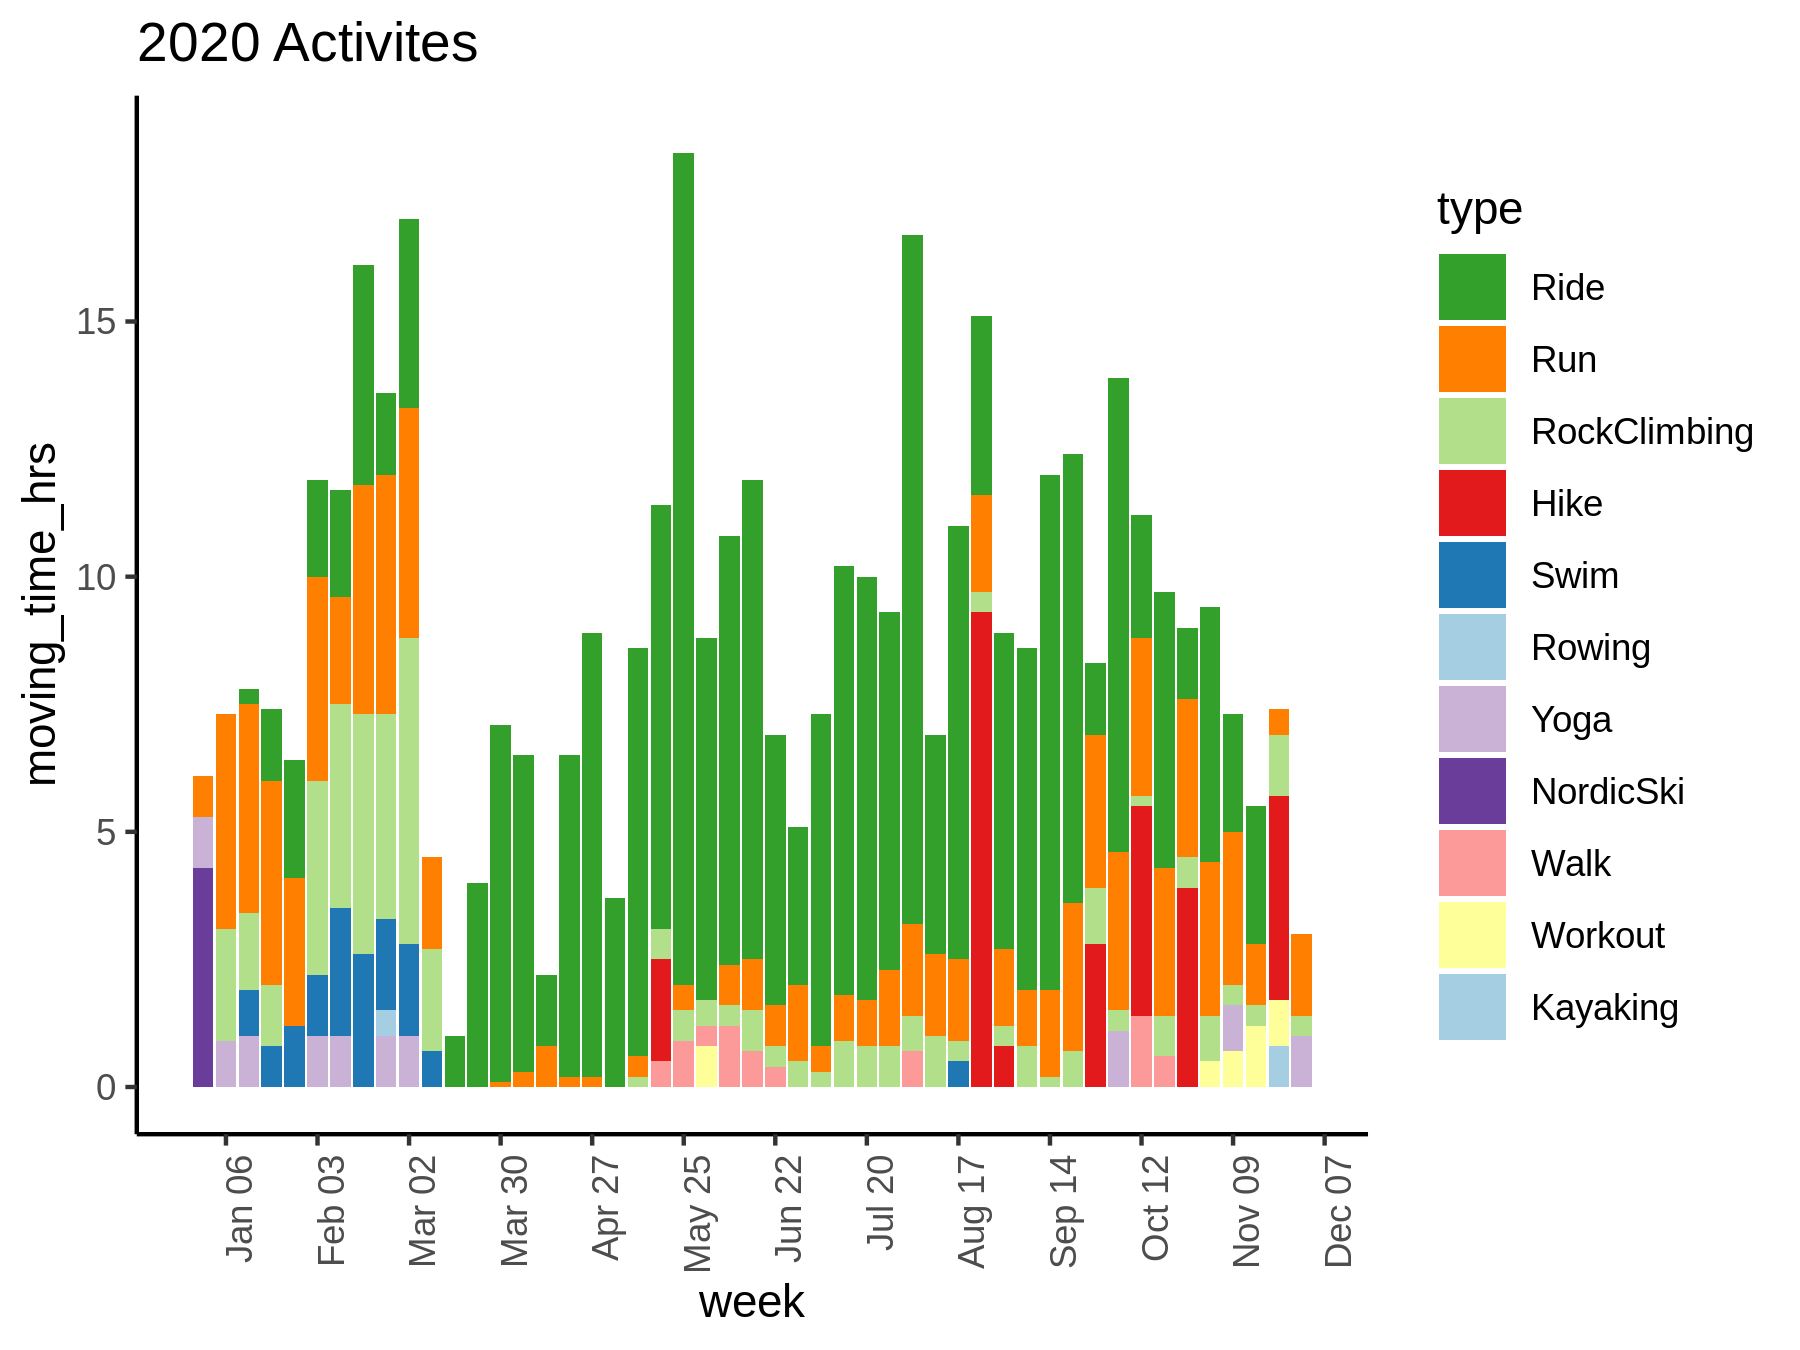 2020 Activites
moving_time_hrs
15
10
5
0
Jan 06
Feb 03
Mar 02
Mar 30
Apr 27
May 25
Jun 22
Jul 20
Aug 17
Sep 14
Oct 12
Nov 09
Dec 07
week
type
Ride
Run
RockClimbing
Hike
Swim
Rowing
Yoga
NordicSki
Walk
Workout
Kayaking